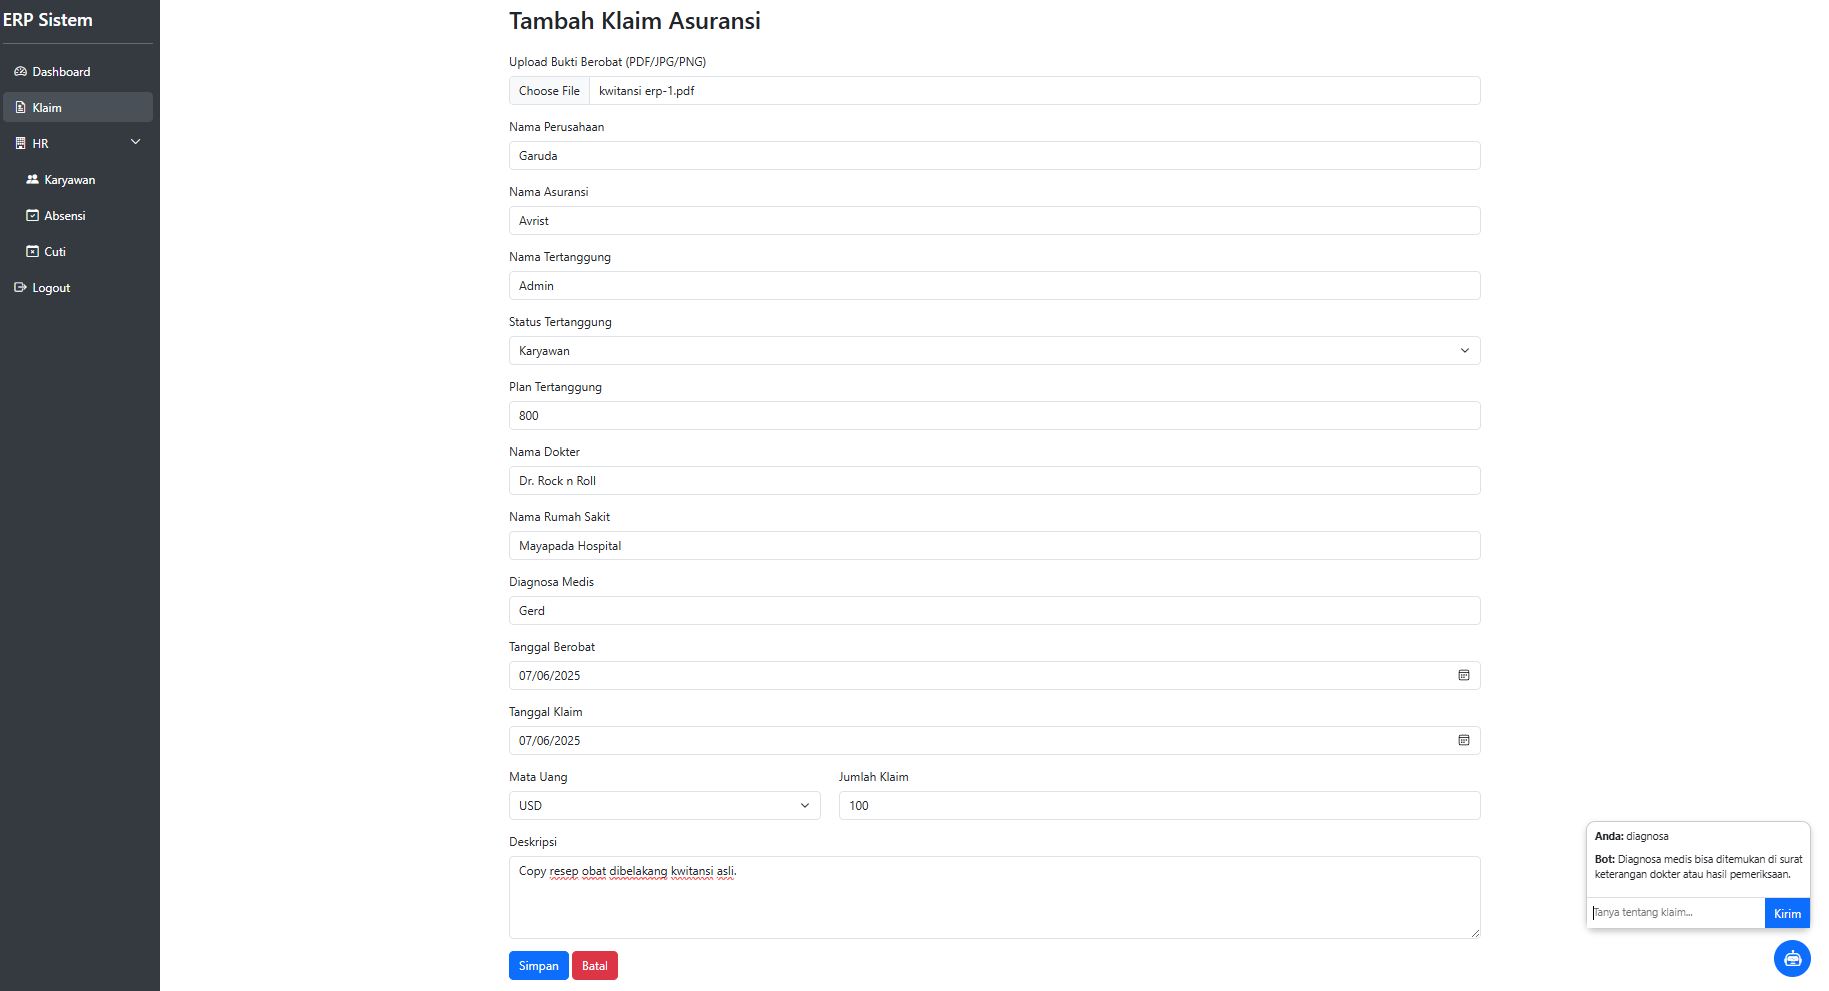 ERP Sistem
Dashboard
Klaim
HR
Karyawan
Absensi
Cuti
Logout
Tambah Klaim Asuransi
Upload Bukti Berobat (PDF/JPG/PNG)
Choose File kwitansi erp-1.pdf
Nama Perusahaan
Garuda
Nama Asuransi
Avrist
Nama Tertanggung
Admin
Status Tertanggung
Karyawan
Plan Tertanggung
800
Nama Dokter
Dr. Rock n Roll
Nama Rumah Sakit
Mayapada Hospital
Diagnosa Medis
Gerd
Tanggal Berobat
07/06/2025
Tanggal Klaim
07/06/2025
Mata Uang Jumlah Klaim
USD 100
Deskripsi
Copy resep obat dibelakang kwitansi asli.
Simpan Batal
Anda: diagnosa
Bot: Diagnosa medis bisa ditemukan di surat
keterangan dokter atau hasil pemeriksaan.
Tanya tentang klaim... Kirim